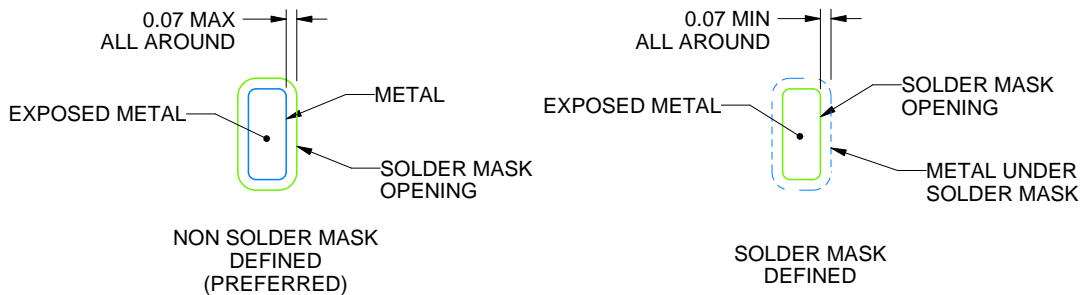 0.07 MAX
ALL AROUND
EXPOSED METAL
METAL
SOLDER MASK
OPENING
NON SOLDER MASK
DEFINED
(PREFERRED)
0.07 MIN
ALL AROUND
EXPOSED METAL
SOLDER MASK
OPENING
METAL UNDER
SOLDER MASK
SOLDER MASK
DEFINED